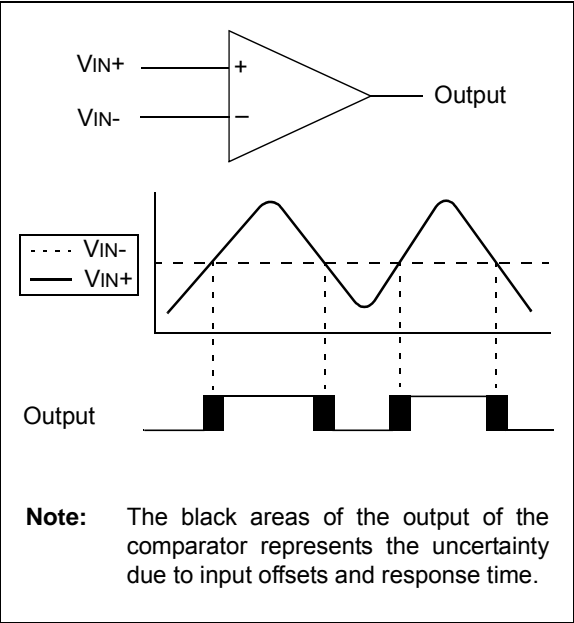 VIN+
+
Output
VIN-
–
VIN-
VIN+
Output
Note: The black areas of the output of the
comparator represents the uncertainty
due to input offsets and response time.